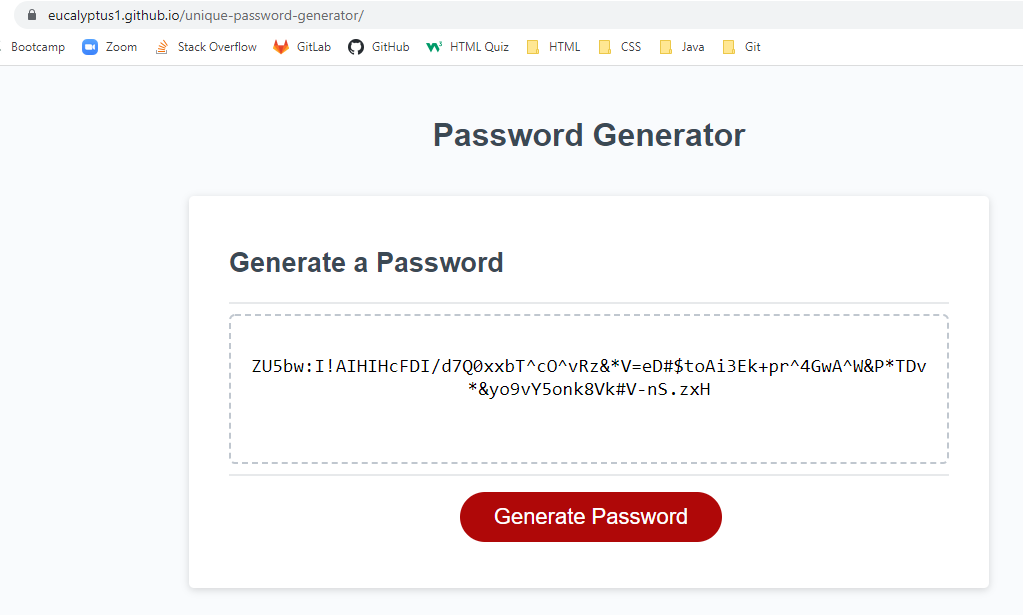 eucalyptus1.github.io/unique-password-generator/
Bootcamp Zoom Stack Overflow GitLab GitHub HTML Quiz HTML CSS Java Git
Password Generator
Generate a Password
ZU5bw:I!AIHIHcFDI/d7Q0xxbT^cO^vRz&*V=eD#$toAi3Ek+pr^4GwA^W&P*TDv
*&yo9vY5onk8Vk#V-nS.zxH
Generate Password